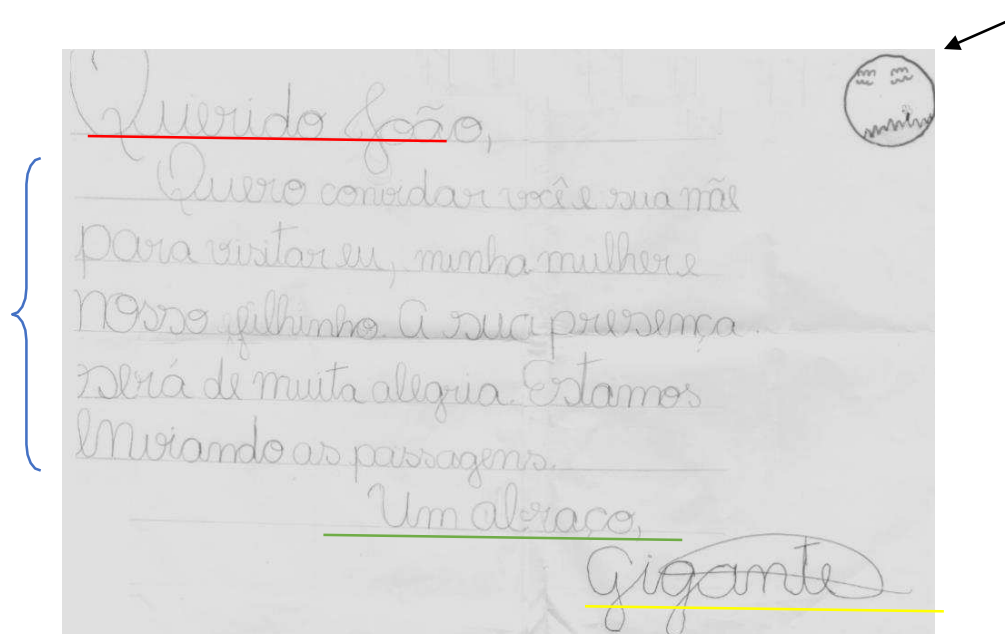 Querido João,
Quero convidar você e sua mãe
para visitar eu, minha mulher e
nosso filhinho. A sua presença
será de muita alegria. Estamos
enviando as passagens.
Um abraço,
Gigante